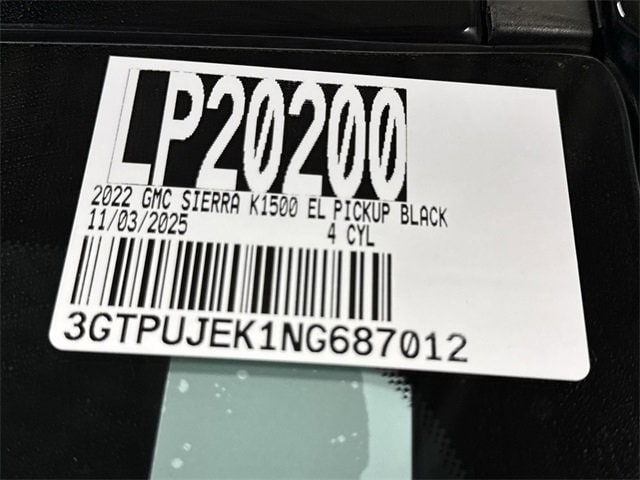 LP20200
2022 GMC SIERRA K1500 EL PICKUP BLACK
11/03/2025 4 CYL
3GTPUJEK1NG687012